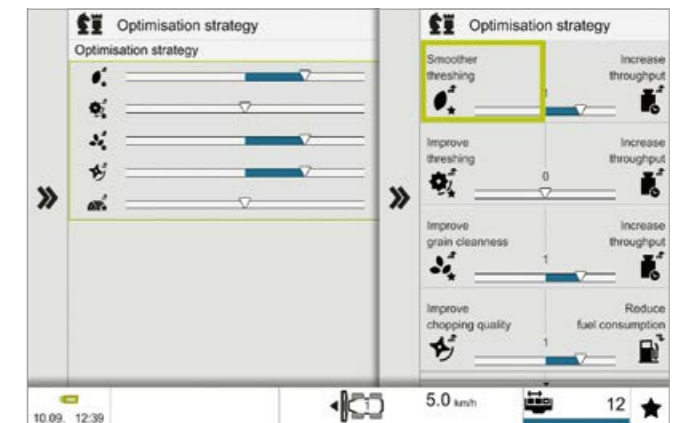 Optimisation strategy
Optimisation strategy
Optimisation strategy
Smoother threshing
Increase throughput
1
Improve threshing
Increase throughput
0
Improve grain cleanness
Increase throughput
1
Improve chopping quality
Reduce fuel consumption
1
10.09. 12:39
1
5.0 km/h
12